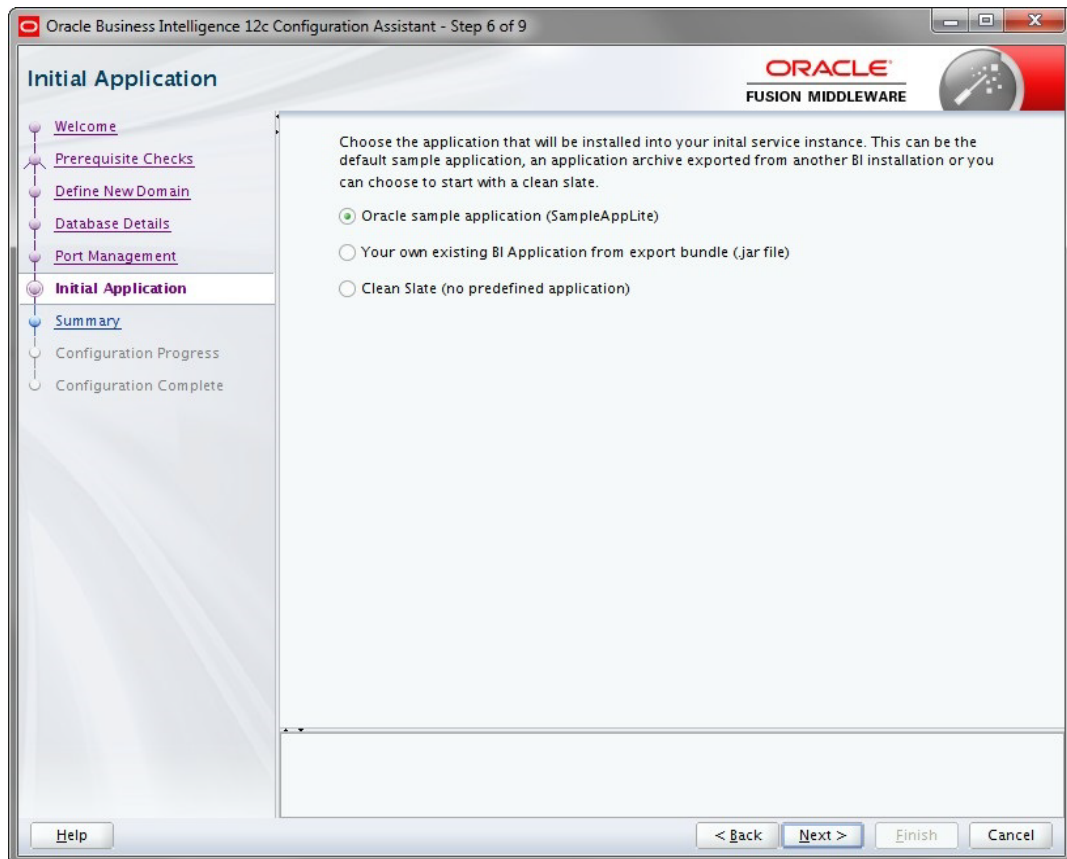 Oracle Business Intelligence 12c Configuration Assistant - Step 6 of 9
Initial Application
ORACLE
FUSION MIDDLEWARE
Welcome
Prerequisite Checks
Define New Domain
Database Details
Port Management
Initial Application
Summary
Configuration Progress
Configuration Complete
Choose the application that will be installed into your inital service instance. This can be the
default sample application, an application archive exported from another BI installation or you
can choose to start with a clean slate.
Oracle sample application (SampleAppLite)
Your own existing BI Application from export bundle (.jar file)
Clean Slate (no predefined application)
Help
< Back
Next >
Finish
Cancel